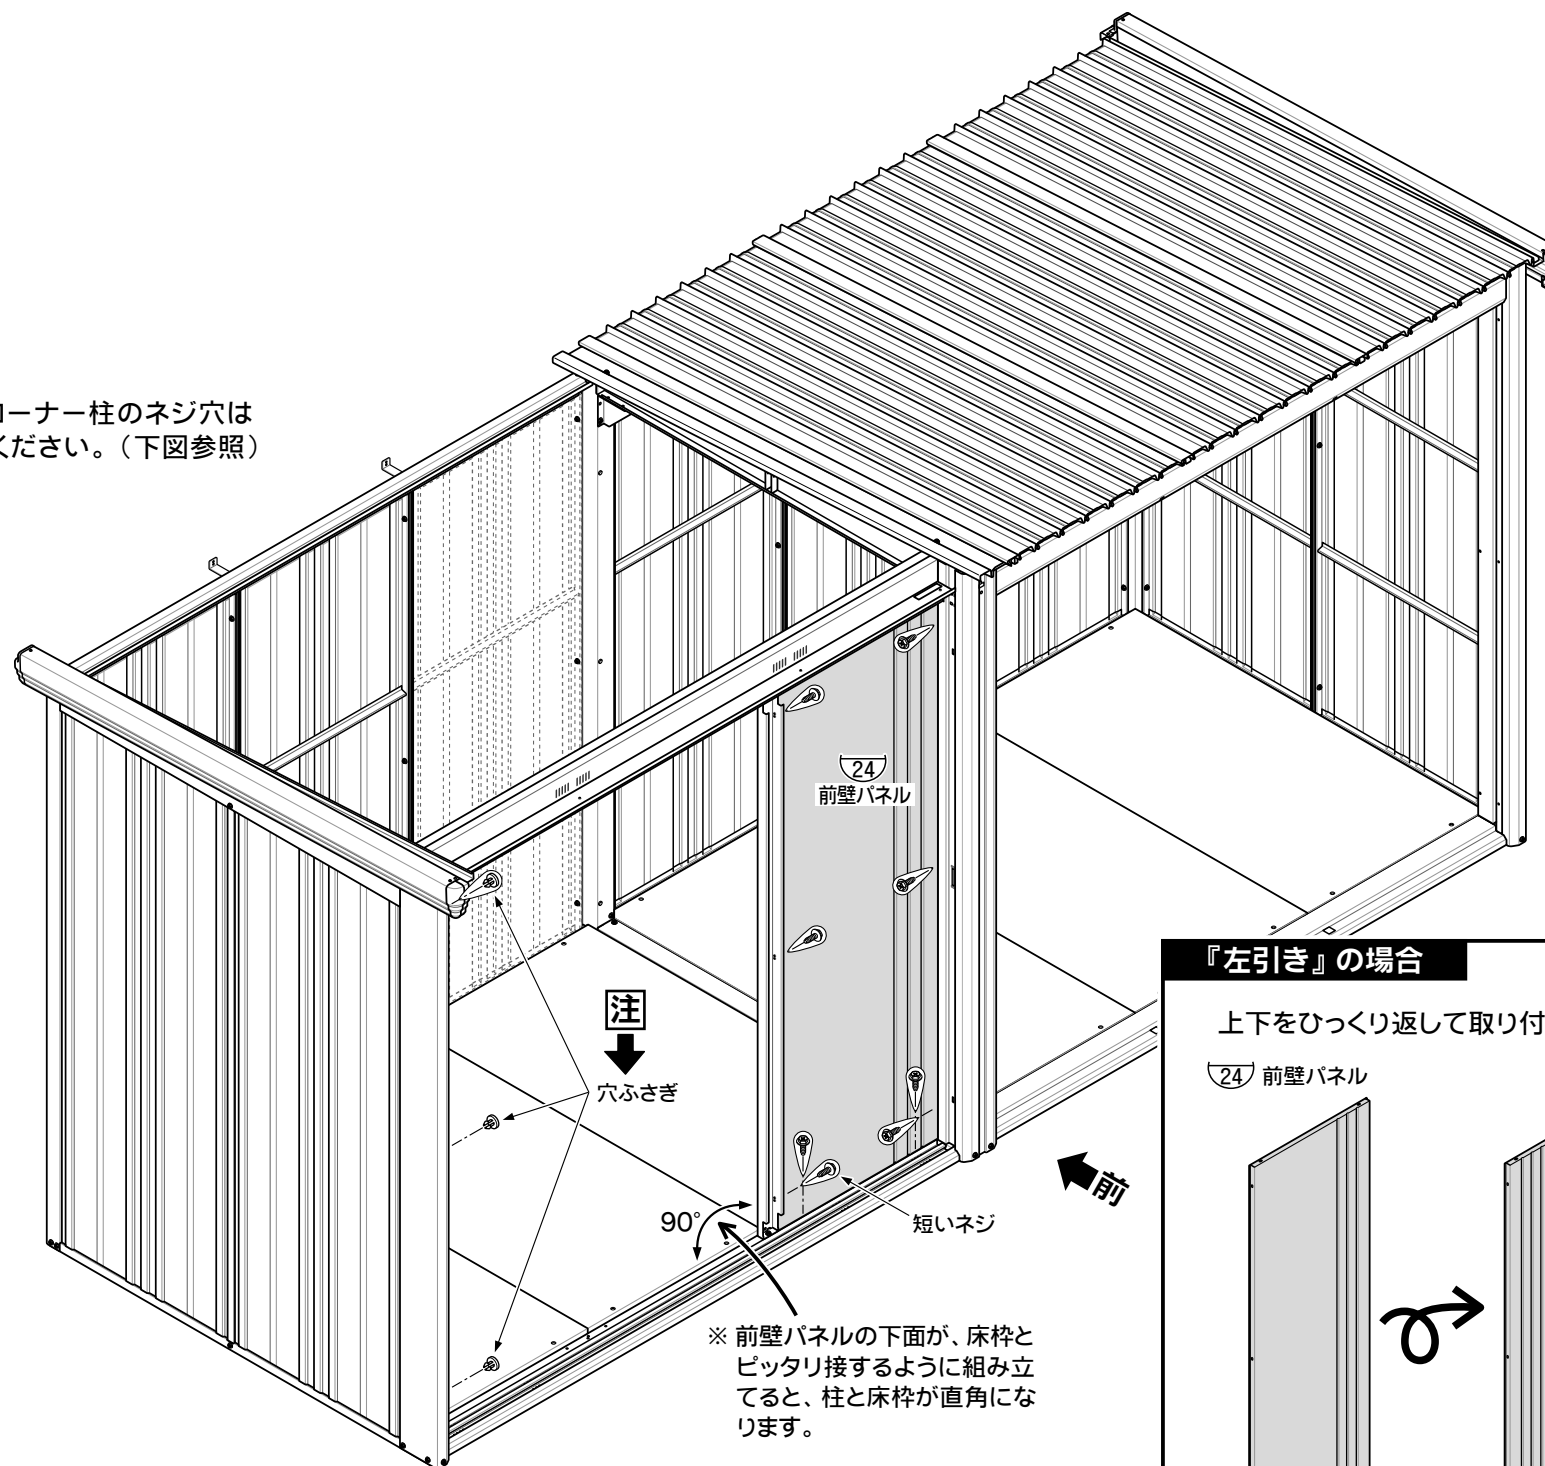 コーナー柱のネジ穴は
ください。（下図参照）
24
前壁パネル
注
穴ふさぎ
90°
短いネジ
前
※ 前壁パネルの下面が、床枠と
ピッタリ接するように組み立
てると、柱と床枠が直角にな
ります。
『左引き』の場合
上下をひっくり返して取り付
24 前壁パネル